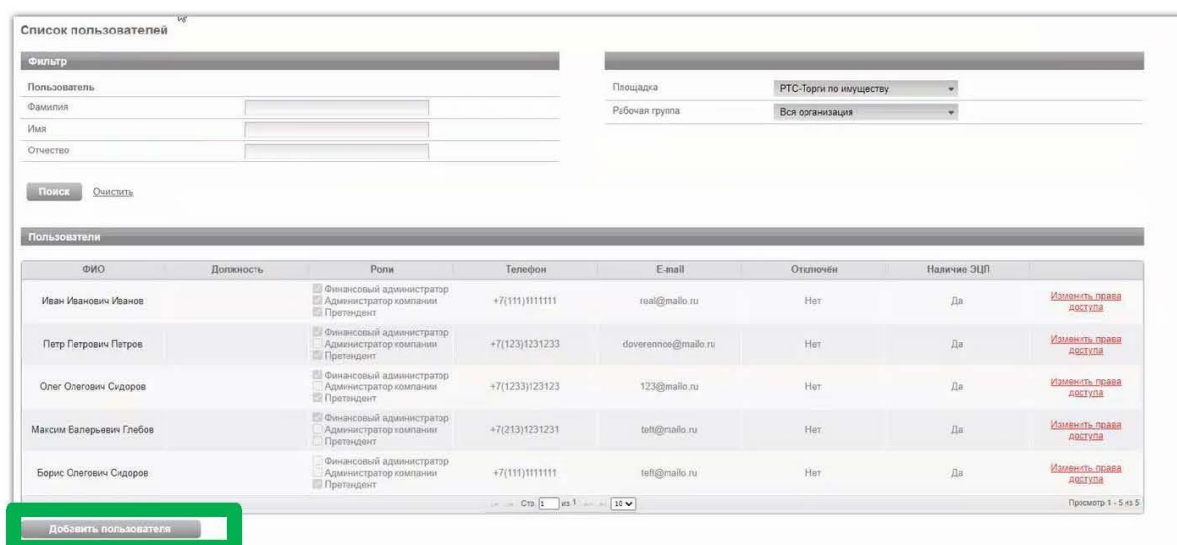 Список пользователей
Фильтр
Пользователь
Фамилия
Имя
Отчество
Площадка РТС-Торги по имуществу
Рабочая группа Вся организация
Поиск Очистить
Пользователи
ФИО Должность Роли Телефон E-mail Отключён Наличие ЭЦП
Финансовый администратор
Иван Иванович Иванов Администратор компании +7(111)1111111 real@mailo.ru Нет Да Изменить права доступа
Претендент
Финансовый администратор
Петр Петрович Петров Администратор компании +7(123)1231233 doverennoe@mailo.ru Нет Да Изменить права доступа
Претендент
Финансовый администратор
Олег Олегович Сидоров Администратор компании +7(1233)123123 123@mailo.ru Нет Да Изменить права доступа
Претендент
Финансовый администратор
Максим Валерьевич Глебов Администратор компании +7(213)1231231 teft@mailo.ru Нет Да Изменить права доступа
Претендент
Финансовый администратор
Борис Олегович Сидоров Администратор компании +7(111)1111111 teft@mailo.ru Нет Да Изменить права доступа
Претендент
Стр. 1 из 1 10 Просмотр 1 - 5 из 5
Добавить пользователя